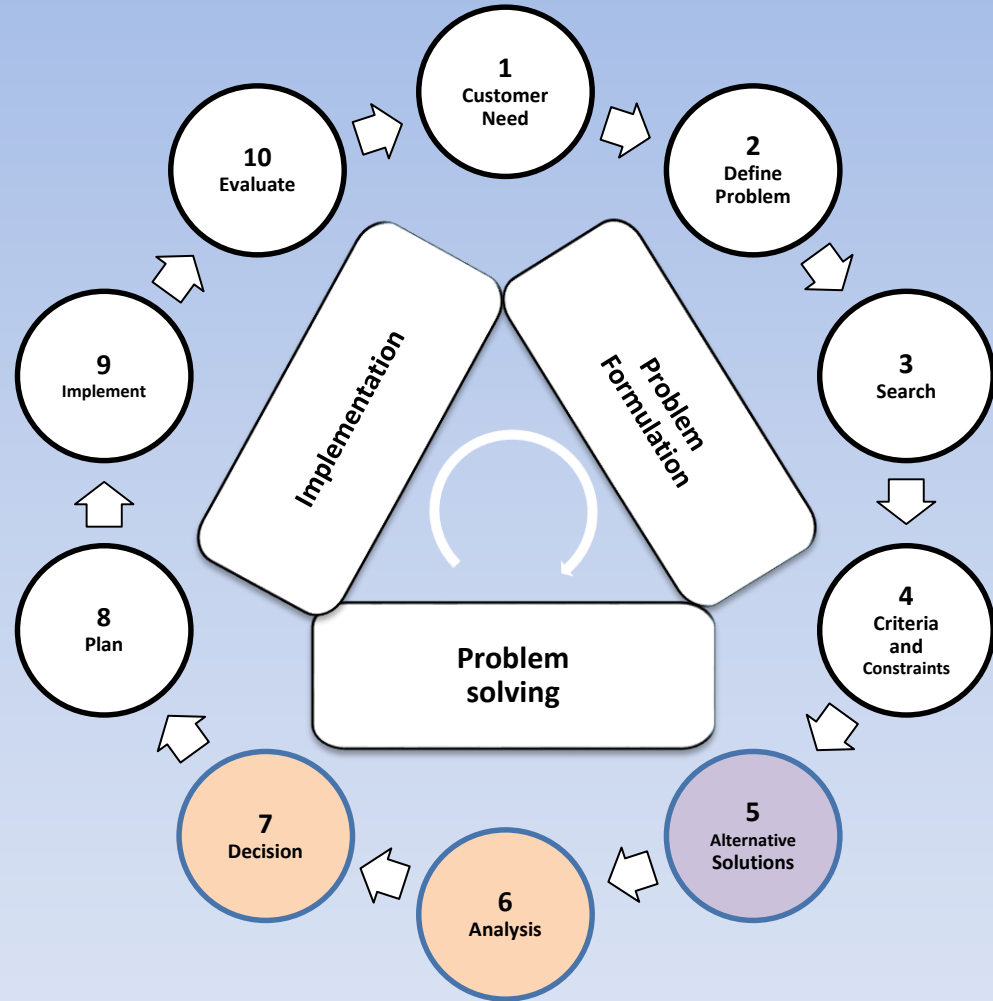 1
Customer
Need
2
Define
Problem
3
Search
4
Criteria
and
Constraints
5
Alternative
Solutions
6
Analysis
7
Decision
8
Plan
9
Implement
10
Evaluate
Problem
Formulation
Problem
solving
Implementation